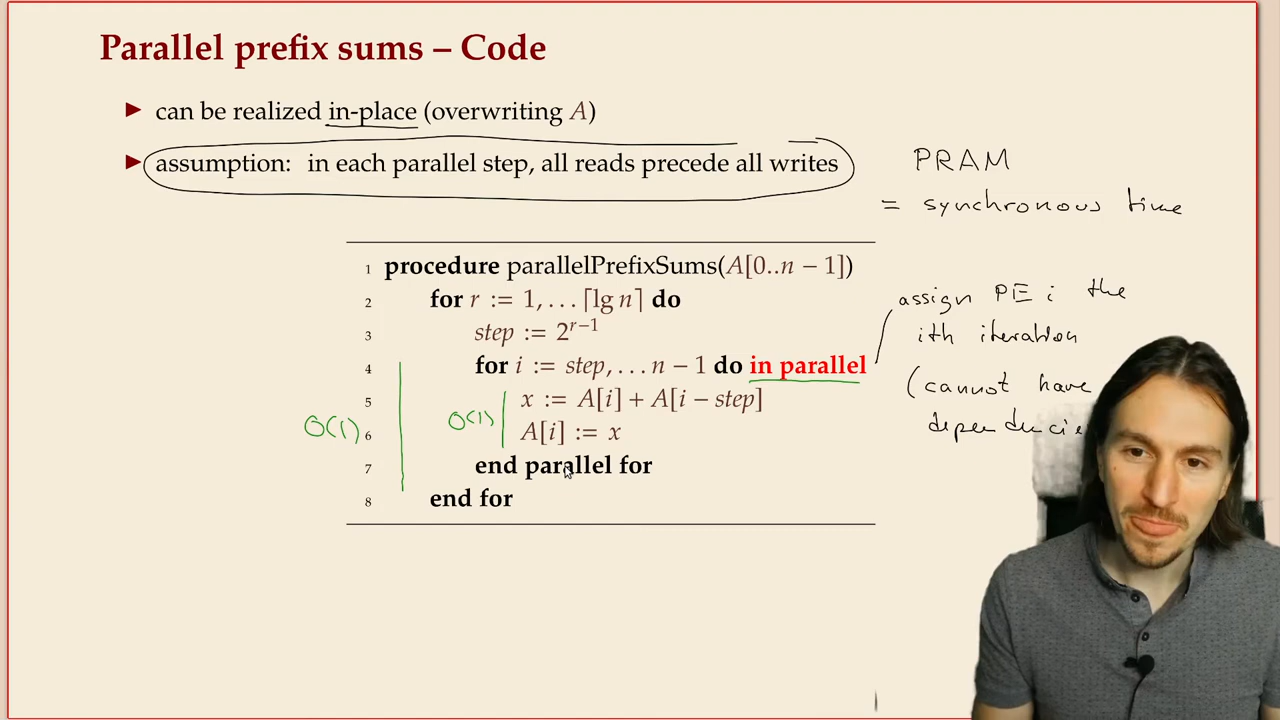 Parallel prefix sums – Code
▶ can be realized in-place (overwriting A)
▶ assumption: in each parallel step, all reads precede all writes
PRAM
= synchronous time
1 procedure parallelPrefixSums(A[0..n − 1])
2 for r := 1, . . . ⌈lg n⌉ do
3 step := 2^{r−1}
4 for i := step, . . . n − 1 do in parallel
5 x := A[i] + A[i − step]
6 A[i] := x
7 end parallel for
8 end for
O(1)
O(1)
assign PE i the
ith iteration
(cannot have